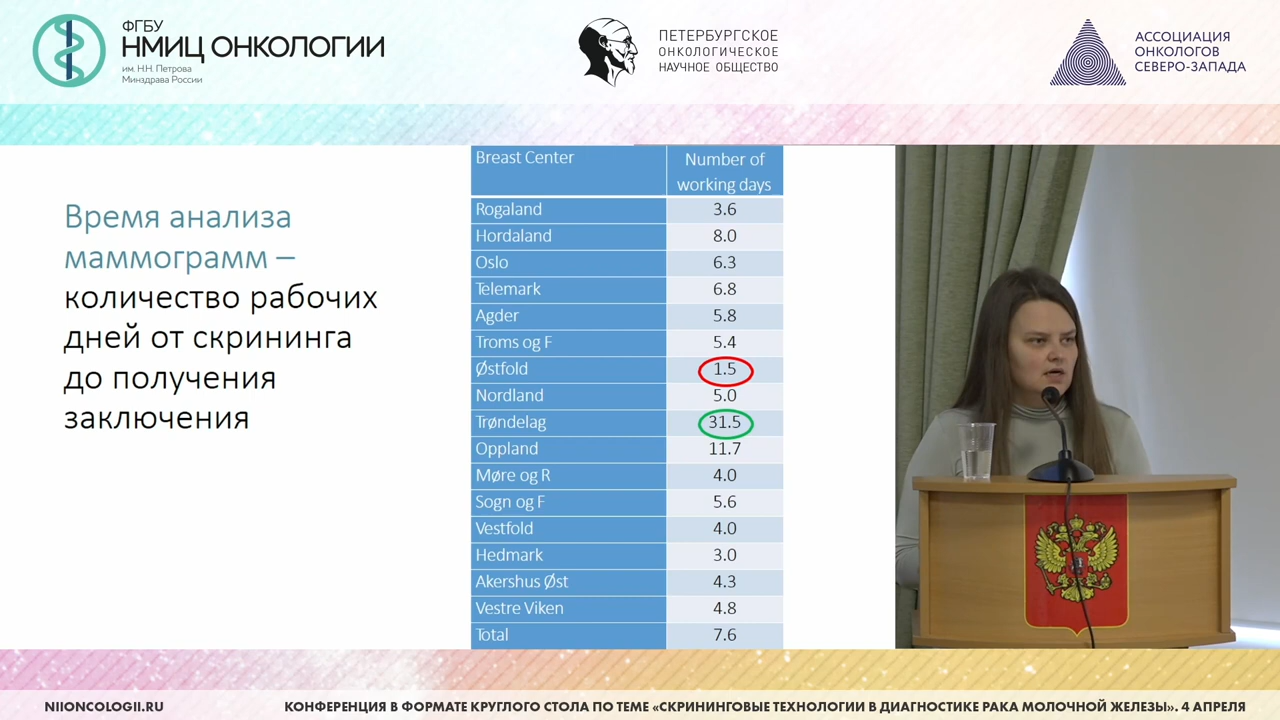 ФГБУ
НМИЦ ОНКОЛОГИИ
им. Н.Н. Петрова
Минздрава России
ПЕТЕРБУРГСКОЕ
ОНКОЛОГИЧЕСКОЕ
НАУЧНОЕ ОБЩЕСТВО
АССОЦИАЦИЯ
ОНКОЛОГОВ
СЕВЕРО-ЗАПАДА
Время анализа
маммограмм –
количество рабочих
дней от скрининга
до получения
заключения
Breast Center Number of
working days
Rogaland 3.6
Hordaland 8.0
Oslo 6.3
Telemark 6.8
Agder 5.8
Troms og F 5.4
Østfold 1.5
Nordland 5.0
Trøndelag 31.5
Oppland 11.7
Møre og R 4.0
Sogn og F 5.6
Vestfold 4.0
Hedmark 3.0
Akershus Øst 4.3
Vestre Viken 4.8
Total 7.6
NIIONCOLOGII.RU
КОНФЕРЕНЦИЯ В ФОРМАТЕ КРУГЛОГО СТОЛА ПО ТЕМЕ «СКРИНИНГОВЫЕ ТЕХНОЛОГИИ В ДИАГНОСТИКЕ РАКА МОЛОЧНОЙ ЖЕЛЕЗЫ». 4 АПРЕЛЯ